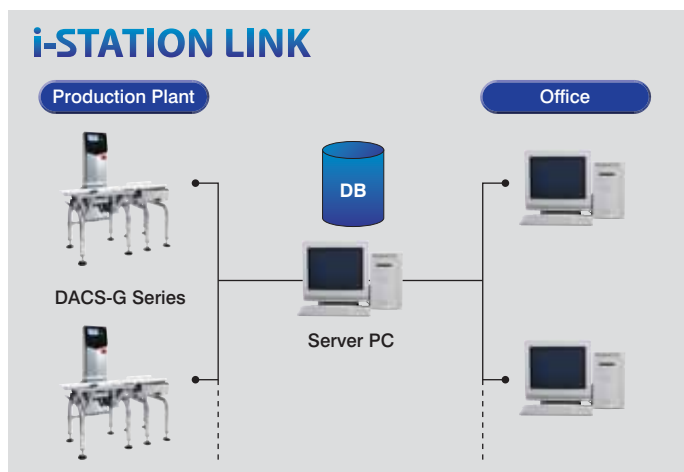 i-STATION LINK
Production Plant
Office
DB
DACS-G Series
Server PC